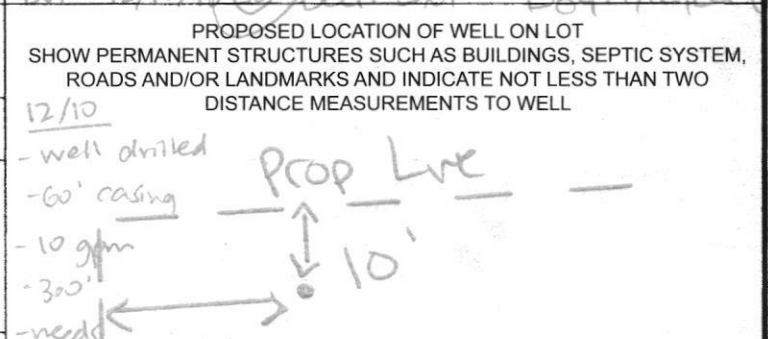 PROPOSED LOCATION OF WELL ON LOT
SHOW PERMANENT STRUCTURES SUCH AS BUILDINGS, SEPTIC SYSTEM,
ROADS AND/OR LANDMARKS AND INDICATE NOT LESS THAN TWO
DISTANCE MEASUREMENTS TO WELL
12/10
- well drilled
- 60' casing
- 10 gpm
- 300'
- needs
Prop Lne
10'